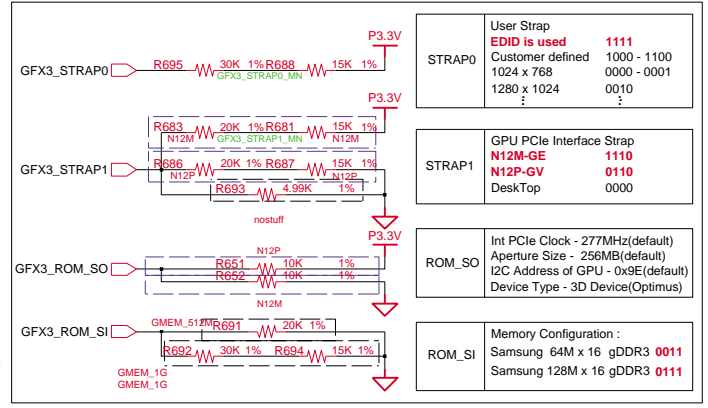 P3.3V
GFX3_STRAP0 R695 30K 1% R688 15K 1%
GFX3_STRAP0_MN
P3.3V
R683 20K 1% R681 15K 1%
N12M GFX3_STRAP1_MN N12M
GFX3_STRAP1 R686 20K 1% R687 15K 1%
N12P N12P
R693 4.99K 1%
nostuff
P3.3V
N12P
GFX3_ROM_SO R651 10K 1%
R652 10K 1%
N12M
GFX3_ROM_SI GMEM_512M R691 20K 1%
R692 30K 1% R694 15K 1%
GMEM_1G
GMEM_1G
STRAP0
User Strap
EDID is used 1111
Customer defined 1000 - 1100
1024 x 768 0000 - 0001
1280 x 1024 0010
STRAP1
GPU PCIe Interface Strap
N12M-GE 1110
N12P-GV 0110
DeskTop 0000
ROM_SO
Int PCIe Clock - 277MHz(default)
Aperture Size - 256MB(default)
I2C Address of GPU - 0x9E(default)
Device Type - 3D Device(Optimus)
ROM_SI
Memory Configuration :
Samsung 64M x 16 gDDR3 0011
Samsung 128M x 16 gDDR3 0111